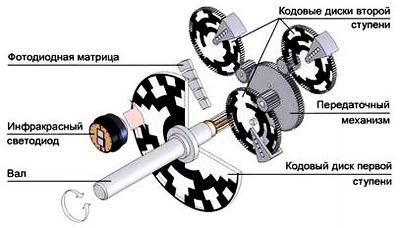 Кодовые диски второй
ступени
Фотодиодная матрица
Передаточный
механизм
Инфракрасный
светодиод
Кодовый диск первой
ступени
Вал